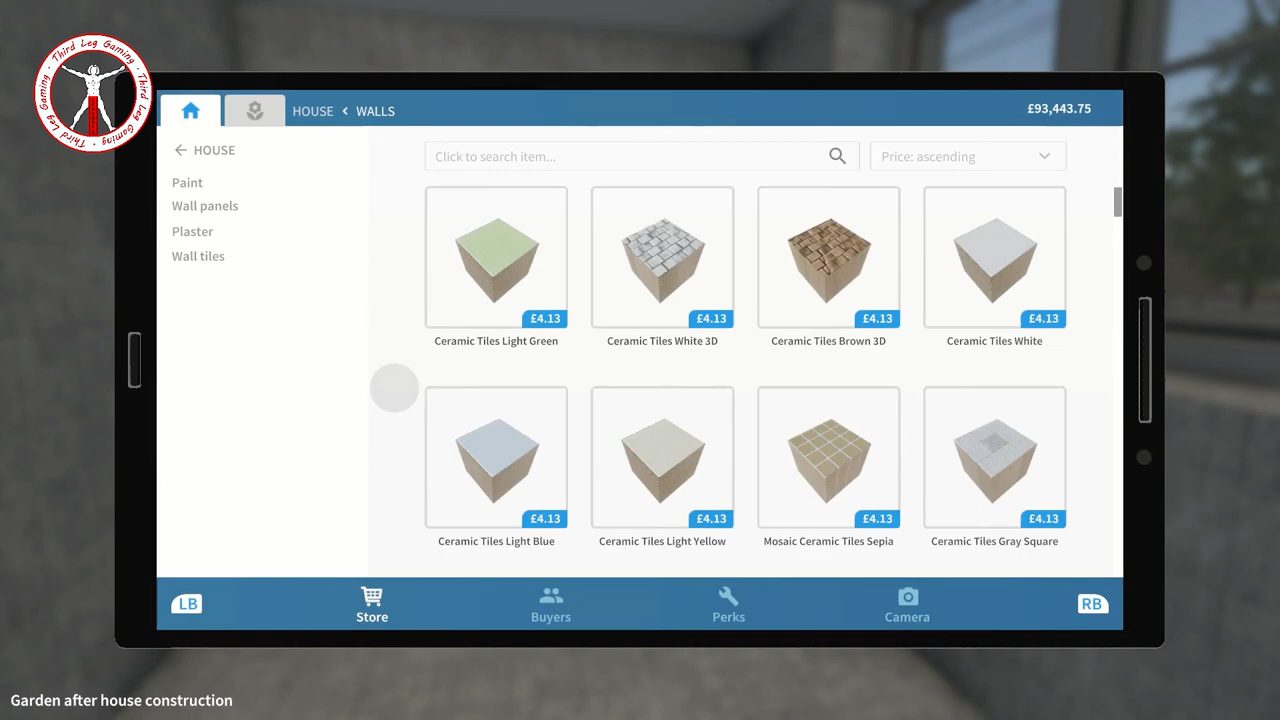 Third Leg Gaming · Third Leg Gaming · Third Leg Gaming ·
HOUSE < WALLS
£93,443.75
HOUSE
Click to search item...
Price: ascending
Paint
Wall panels
Plaster
Wall tiles
£4.13
£4.13
£4.13
£4.13
Ceramic Tiles Light Green
Ceramic Tiles White 3D
Ceramic Tiles Brown 3D
Ceramic Tiles White
£4.13
£4.13
£4.13
£4.13
Ceramic Tiles Light Blue
Ceramic Tiles Light Yellow
Mosaic Ceramic Tiles Sepia
Ceramic Tiles Gray Square
LB
Store
Buyers
Perks
Camera
RB
Garden after house construction